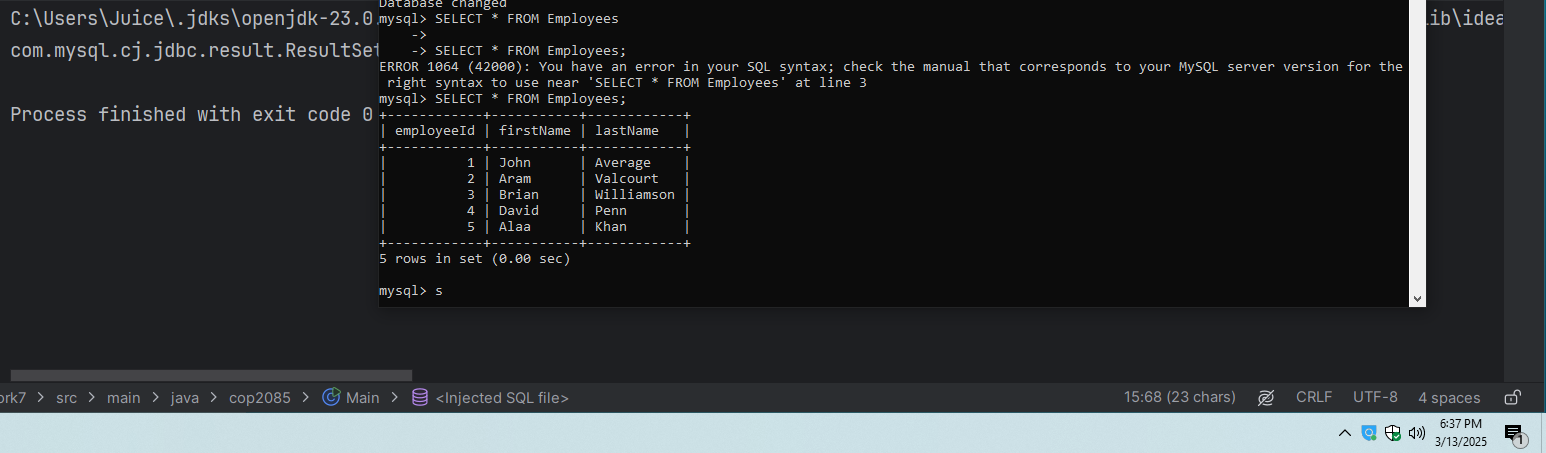 Database changed
C:\Users\Juice\.jdks\openjdk-23.0
lib\idea
mysql> SELECT * FROM Employees
    ->
    -> SELECT * FROM Employees;
com.mysql.cj.jdbc.result.ResultSet
ERROR 1064 (42000): You have an error in your SQL syntax; check the manual that corresponds to your MySQL server version for the
 right syntax to use near 'SELECT * FROM Employees' at line 3
mysql> SELECT * FROM Employees;
Process finished with exit code 0
+------------+-----------+------------+
| employeeId | firstName | lastName   |
+------------+-----------+------------+
|          1 | John      | Average    |
|          2 | Aram      | Valcourt   |
|          3 | Brian     | Williamson |
|          4 | David     | Penn       |
|          5 | Alaa      | Khan       |
+------------+-----------+------------+
5 rows in set (0.00 sec)
mysql> s
ork7 > src > main > java > cop2085 > Main > <Injected SQL file>
15:68 (23 chars) CRLF UTF-8 4 spaces
6:37 PM
3/13/2025
1